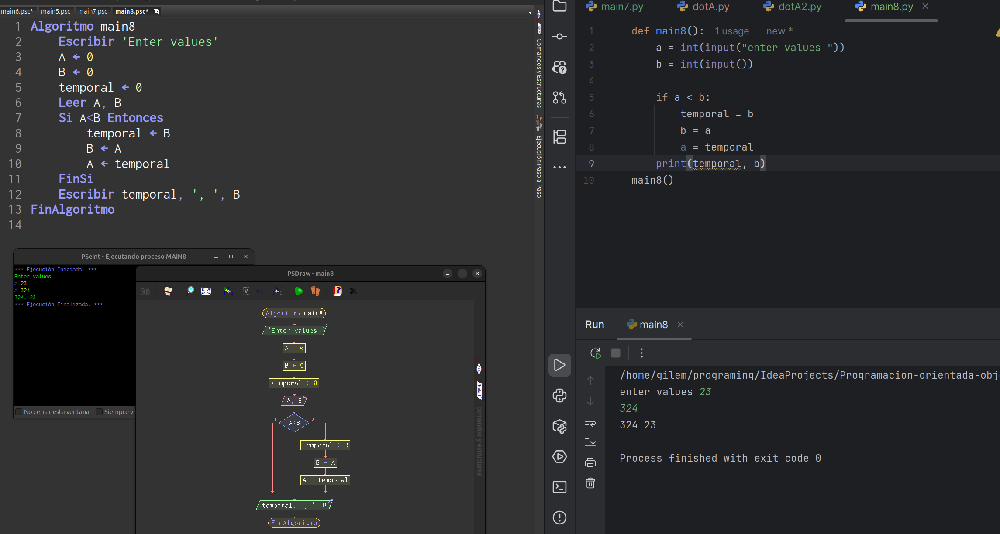 main6.psc* main5.psc main7.psc main8.psc*
1 Algoritmo main8
2 Escribir 'Enter values'
3 A ← 0
4 B ← 0
5 temporal ← 0
6 Leer A, B
7 Si A<B Entonces
8 temporal ← B
9 B ← A
10 A ← temporal
11 FinSi
12 Escribir temporal, ', ', B
13 FinAlgoritmo
14
Comandos y Estructuras
Ejecución Paso a Paso
PSeInt - Ejecutando proceso MAIN8
*** Ejecución Iniciada. ***
Enter values
> 23
> 324
324, 23
*** Ejecución Finalizada. ***
No cerrar esta ventana Siempre vi
PSDraw - main8
Sub
Algoritmo main8
'Enter values'
A ← 0
B ← 0
temporal ← 0
A, B
A<B
F V
temporal ← B
B ← A
A ← temporal
temporal, ', ', B
FinAlgoritmo
comandos y estructuras
main7.py dotA.py dotA2.py main8.py
1 def main8(): 1 usage new *
2 a = int(input("enter values "))
3 b = int(input())
4
5 if a < b:
6 temporal = b
7 b = a
8 a = temporal
9 print(temporal, b)
10 main8()
Run main8
/home/gilem/programing/IdeaProjects/Programacion-orientada-obj
enter values 23
324
324 23
Process finished with exit code 0